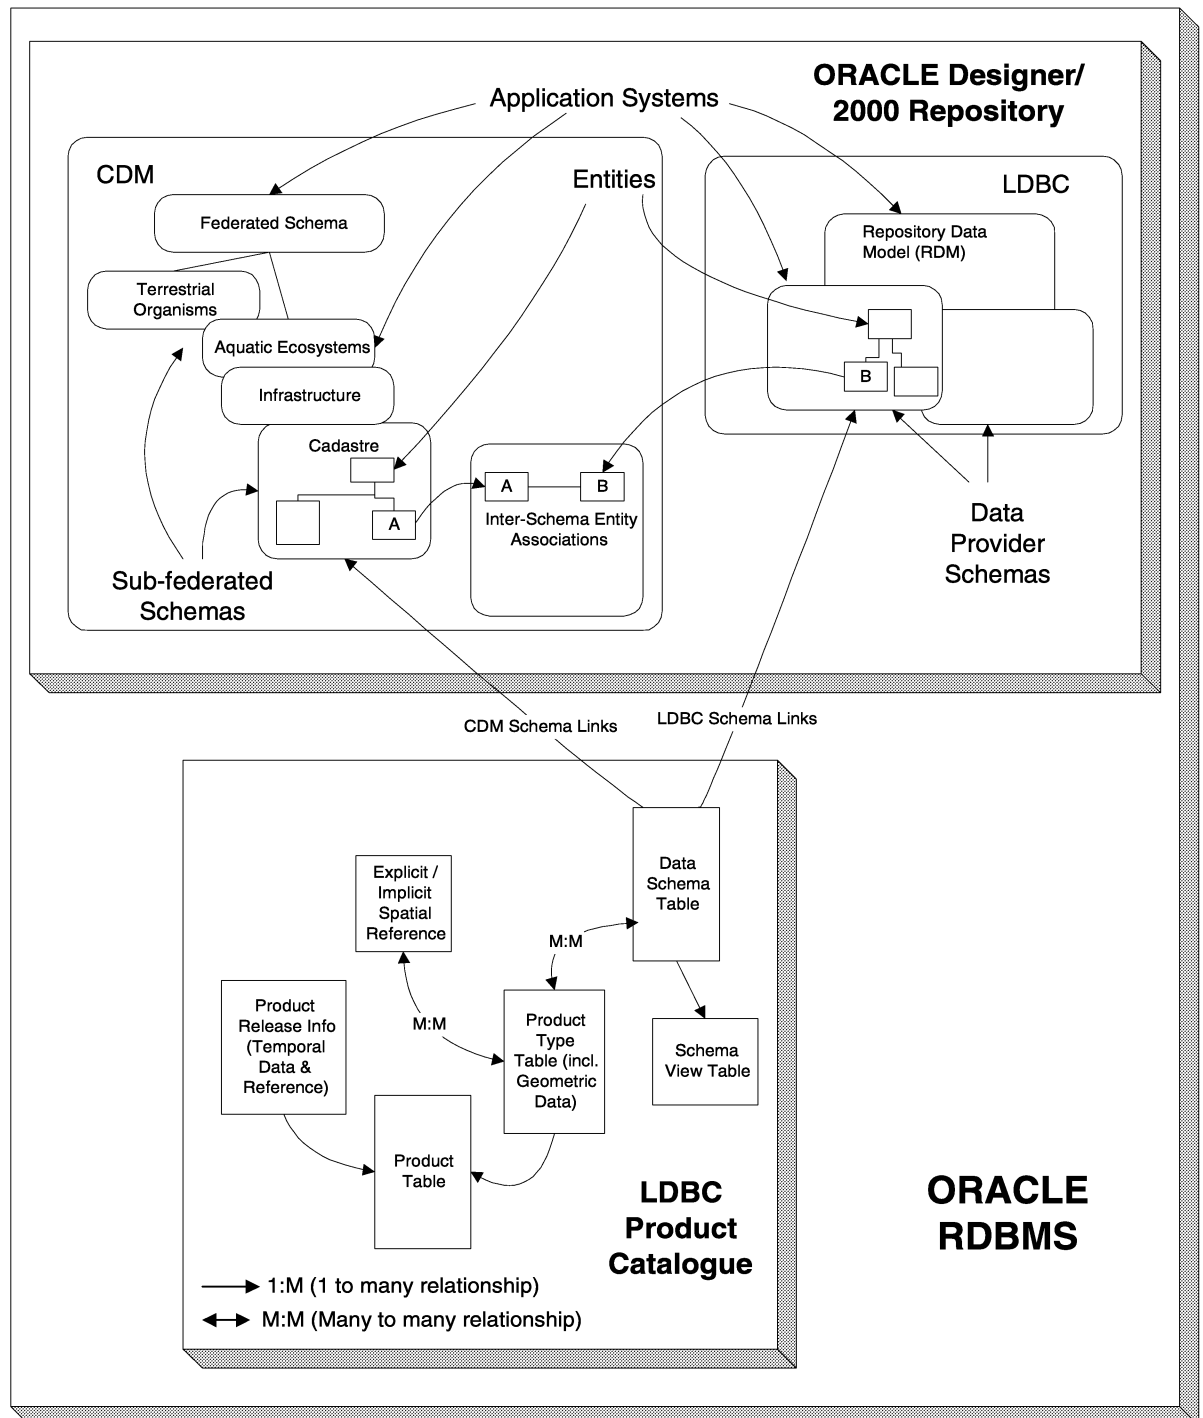 ORACLE Designer/
2000 Repository
Application Systems
CDM
Entities
LDBC
Federated Schema
Repository Data
Model (RDM)
Terrestrial
Organisms
Aquatic Ecosystems
B
Infrastructure
Cadastre
A
A
B
Inter-Schema Entity
Associations
Data
Provider
Schemas
Sub-federated
Schemas
CDM Schema Links
LDBC Schema Links
Data
Schema
Table
Explicit /
Implicit
Spatial
Reference
M:M
M:M
Product
Release Info
(Temporal
Data &
Reference)
Product
Type
Table (incl.
Geometric
Data)
Schema
View Table
Product
Table
LDBC
Product
Catalogue
ORACLE
RDBMS
1:M (1 to many relationship)
M:M (Many to many relationship)